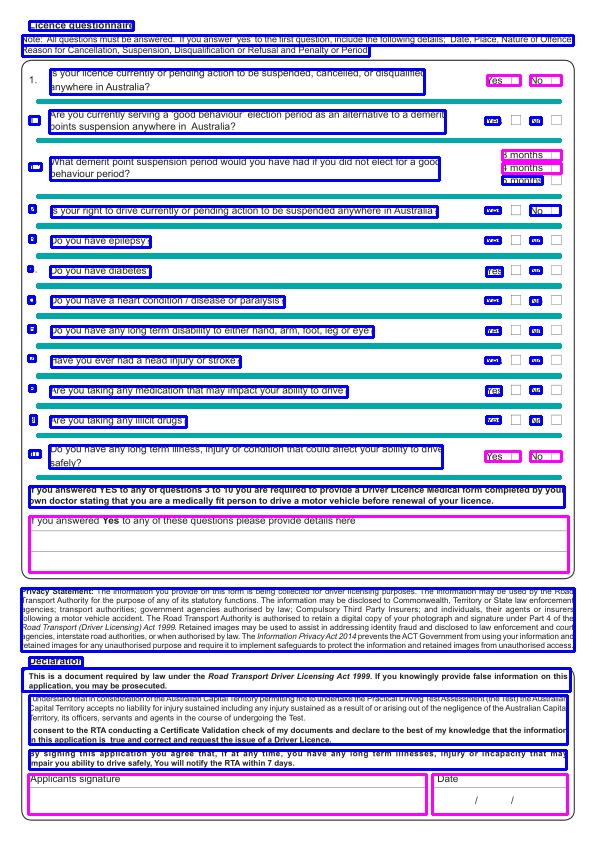 Licence questionnaire
Note: All questions must be answered. If you answer 'yes' to the first question, include the following details; Date, Place, Nature of Offence
Reason for Cancellation, Suspension, Disqualification or Refusal and Penalty or Period
1. Is your licence currently or pending action to be suspended, cancelled, or disqualified Yes No
anywhere in Australia?
Are you currently serving a 'good behaviour' election period as an alternative to a demerit
points suspension anywhere in Australia?
3 months
What demerit point suspension period would you have had if you did not elect for a good 4 months
behaviour period? 5 months
Is your right to drive currently or pending action to be suspended anywhere in Australia? Yes No
Do you have epilepsy? Yes
Do you have diabetes? Yes
Do you have a heart condition / disease or paralysis? Yes
Do you have any long term disability to either hand, arm, foot, leg or eye? Yes
Have you ever had a head injury or stroke? Yes
Are you taking any medication that may impact your ability to drive Yes
Are you taking any illicit drugs Yes
Do you have any long term illness, injury or condition that could affect your ability to drive Yes No
safely?
If you answered YES to any of questions 3 to 10 you are required to provide a Driver Licence Medical form completed by your
own doctor stating that you are a medically fit person to drive a motor vehicle before renewal of your licence.
If you answered Yes to any of these questions please provide details here
Privacy Statement: The information you provide on this form is being collected for driver licensing purposes. The information may be used by the Road
Transport Authority for the purpose of any of its statutory functions. The information may be disclosed to Commonwealth, Territory or State law enforcement
agencies; transport authorities; government agencies authorised by law; Compulsory Third Party Insurers; and individuals, their agents or insurers
following a motor vehicle accident. The Road Transport Authority is authorised to retain a digital copy of your photograph and signature under Part 4 of the
Road Transport (Driver Licensing) Act 1999. Retained images may be used to assist in addressing identity fraud and disclosed to law enforcement and court
agencies, interstate road authorities, or when authorised by law. The Information Privacy Act 2014 prevents the ACT Government from using your information and
retained images for any unauthorised purpose and require it to implement safeguards to protect the information and retained images from unauthorised access.
Declaration
This is a document required by law under the Road Transport Driver Licensing Act 1999. If you knowingly provide false information on this
application, you may be prosecuted.
I understand that in consideration of the Australian Capital Territory permitting me to undertake the Practical Driving Test Assessment (the Test) the Australian
Capital Territory accepts no liability for injury sustained including any injury sustained as a result of or arising out of the negligence of the Australian Capital
Territory, its officers, servants and agents in the course of undergoing the Test.
I consent to the RTA conducting a Certificate Validation check of my documents and declare to the best of my knowledge that the information
in this application is true and correct and request the issue of a Driver Licence.
By signing this application you agree, if at any time, you have any long term illnesses, injury or incapacity that may
impair you ability to drive safely, You will notify the RTA within 7 days.
Applicants signature Date
/ /